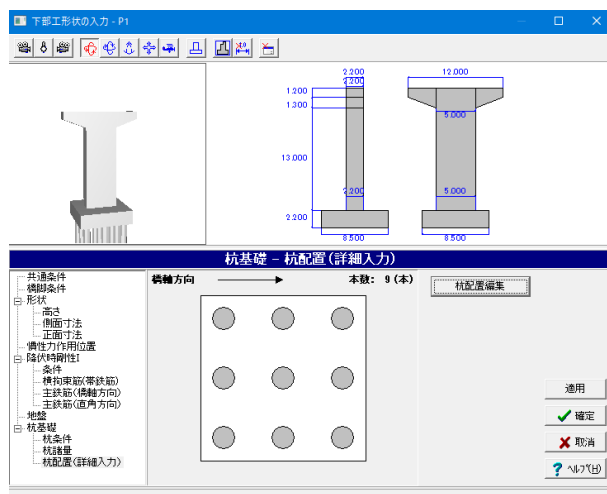 下部工形状の入力 - P1
2.200
2.200
12.000
1.200
1.300
5.000
13.000
2.200
5.000
2.200
8.500
8.500
杭基礎 - 杭配置(詳細入力)
共通条件
橋脚条件
形状
高さ
側面寸法
正面寸法
慣性力作用位置
降伏時剛性I
条件
横拘束筋(帯鉄筋)
主鉄筋(橋軸方向)
主鉄筋(直角方向)
地盤
杭基礎
杭条件
杭諸量
杭配置(詳細入力)
橋軸方向
本数: 9 (本)
杭配置編集
適用
確定
取消
? ヘルプ(H)